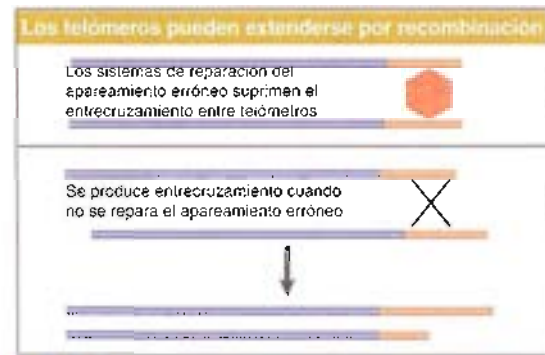 Los telómeros pueden extenderse por recombinación
Los sistemas de reparación del
apareamiento erróneo suprimen el
entrecruzamiento entre telómetros
Se produce entrecruzamiento cuando
no se repara el apareamiento erróneo